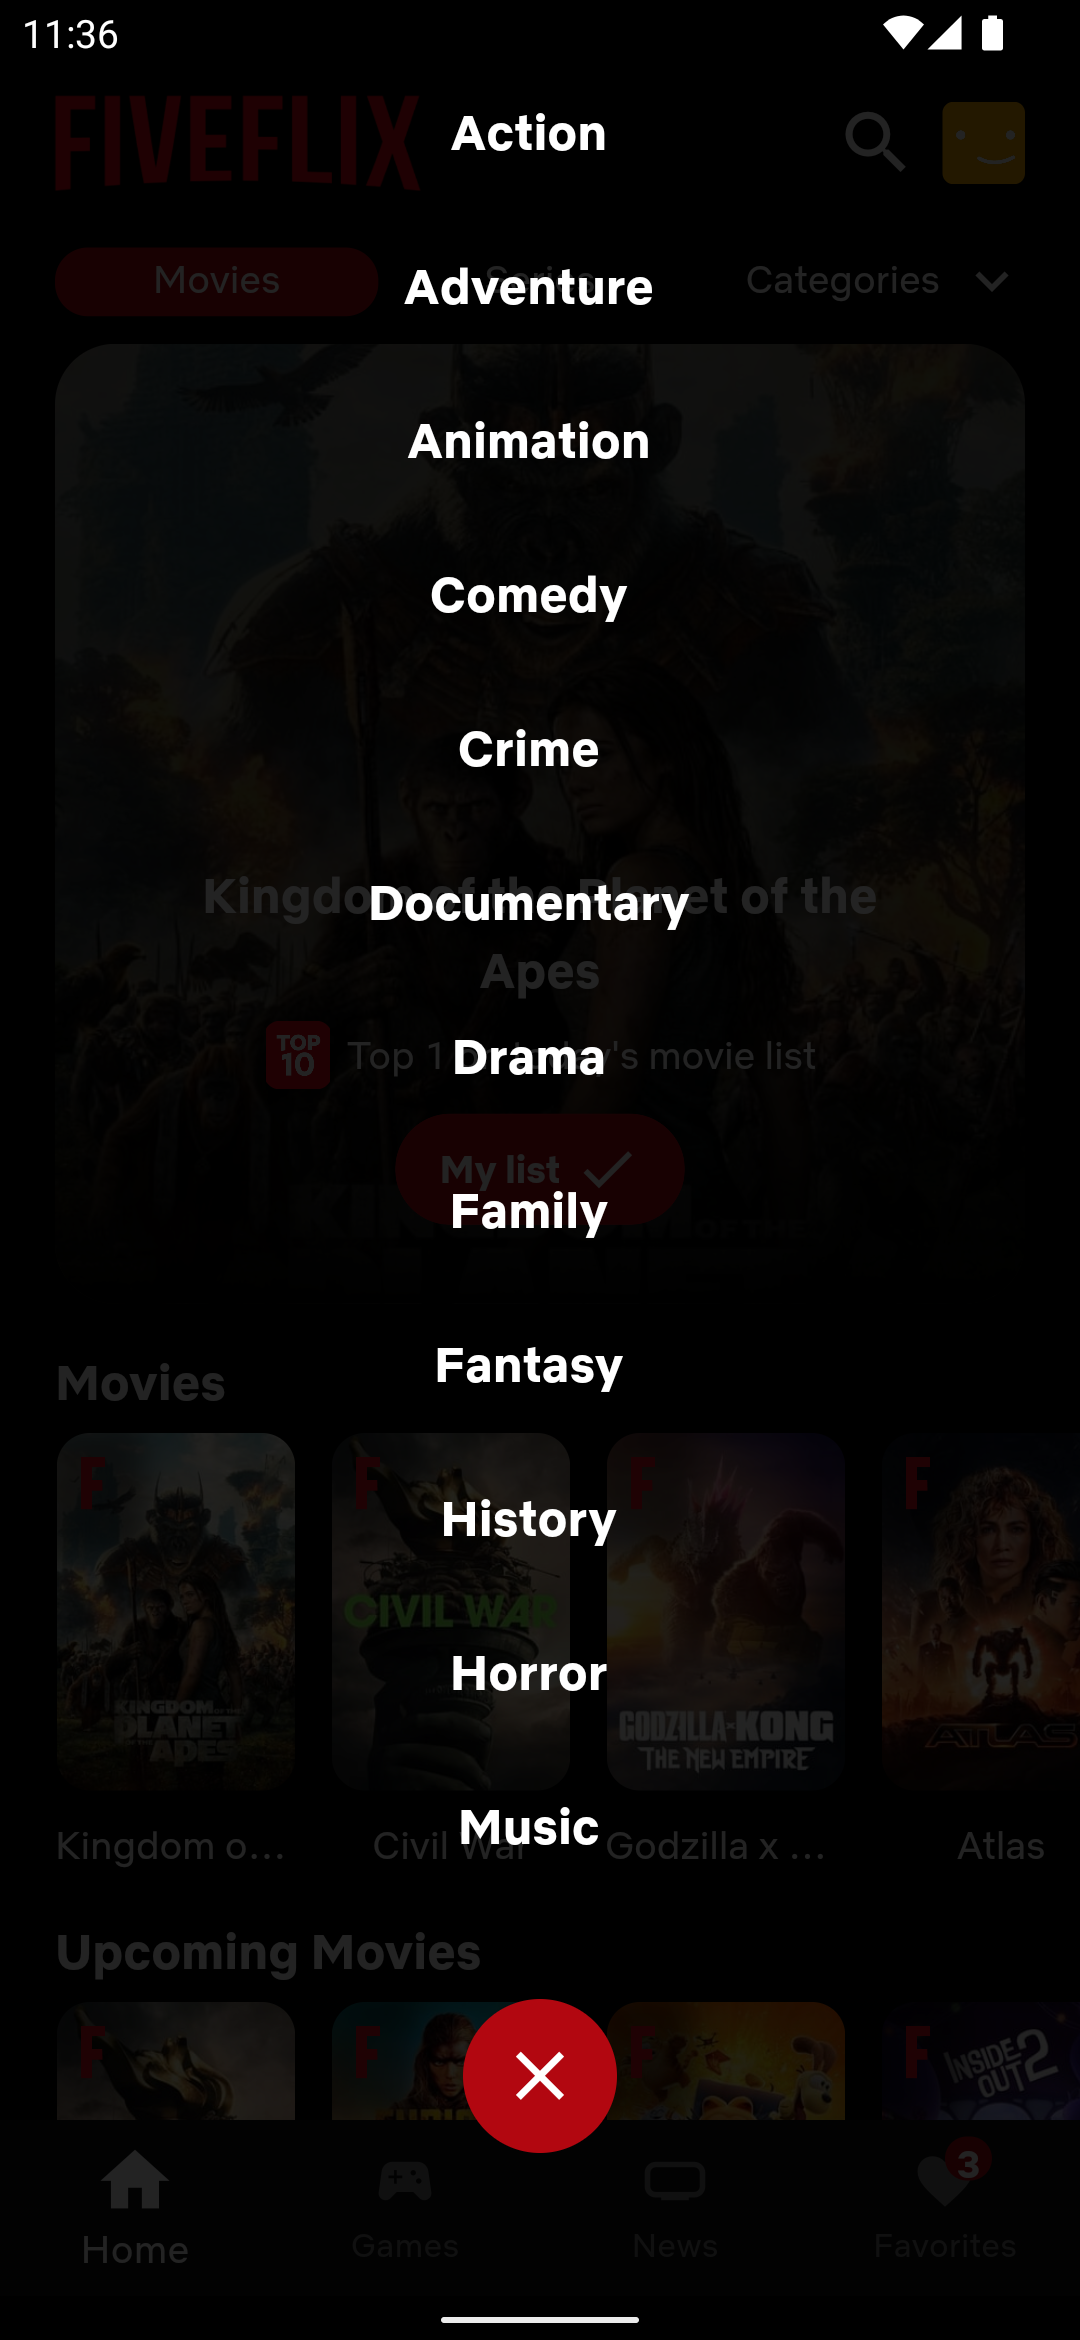 11:36
FIVEFLIX
Action
Movies
Series
Categories
Adventure
Animation
Comedy
Crime
Kingdom of the Planet of the
Documentary
Apes
TOP
10
Top 1
's movie list
Drama
My list
Family
OF THE
Fantasy
Movies
F
F
F
F
History
CIVIL WAR
Horror
KINGDOM OF THE
PLANET
APES
GODZILLA x KONG
THE NEW EMPIRE
ATLAS
Music
Kingdom o...
Civil War
Godzilla x ...
Atlas
Upcoming Movies
F
F
F
F
INSIDE
OUT 2
3
Home
Games
News
Favorites